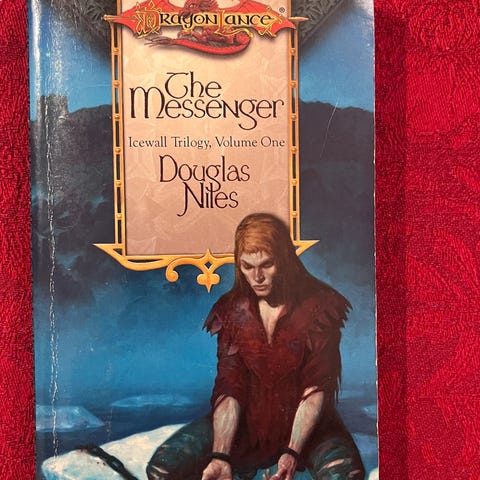 DragonLance®
The
Messenger
Icewall Trilogy, Volume One
Douglas
Niles